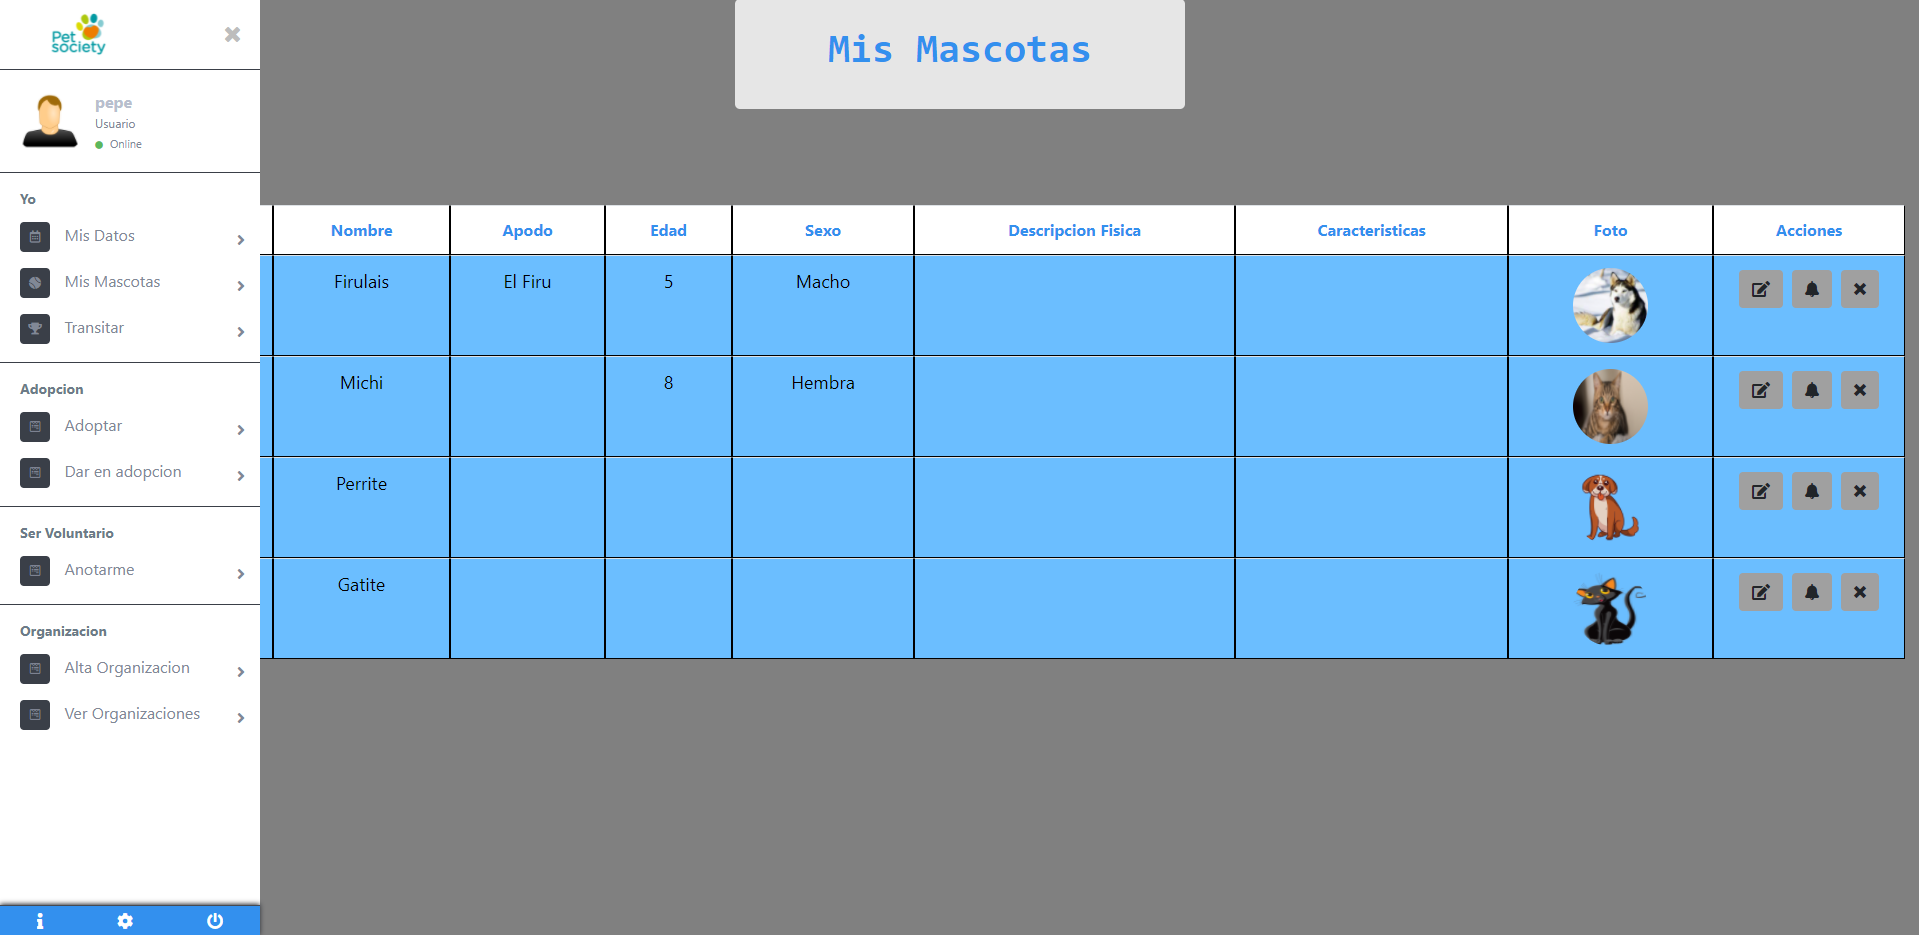 Pet
society
pepe
Usuario
Online
Yo
Mis Datos
Mis Mascotas
Transitar
Adopcion
Adoptar
Dar en adopcion
Ser Voluntario
Anotarme
Organizacion
Alta Organizacion
Ver Organizaciones
Mis Mascotas
Nombre Apodo Edad Sexo Descripcion Fisica Caracteristicas Foto Acciones
Firulais El Firu 5 Macho
Michi 8 Hembra
Perrite
Gatite